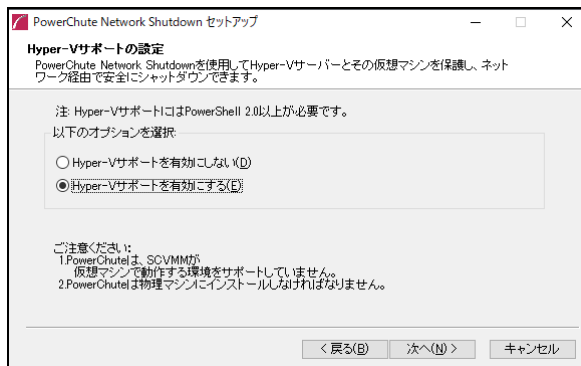 PowerChute Network Shutdown セットアップ
Hyper-Vサポートの設定
PowerChute Network Shutdownを使用してHyper-Vサーバーとその仮想マシンを保護し、ネット
ワーク経由で安全にシャットダウンできます。
注: Hyper-VサポートにはPowerShell 2.0以上が必要です。
以下のオプションを選択:
Hyper-Vサポートを有効にしない(D)
Hyper-Vサポートを有効にする(E)
ご注意ください:
1.PowerChuteは、SCVMMが
仮想マシンで動作する環境をサポートしていません。
2.PowerChuteは物理マシンにインストールしなければなりません。
< 戻る(B) 次へ(N) > キャンセル